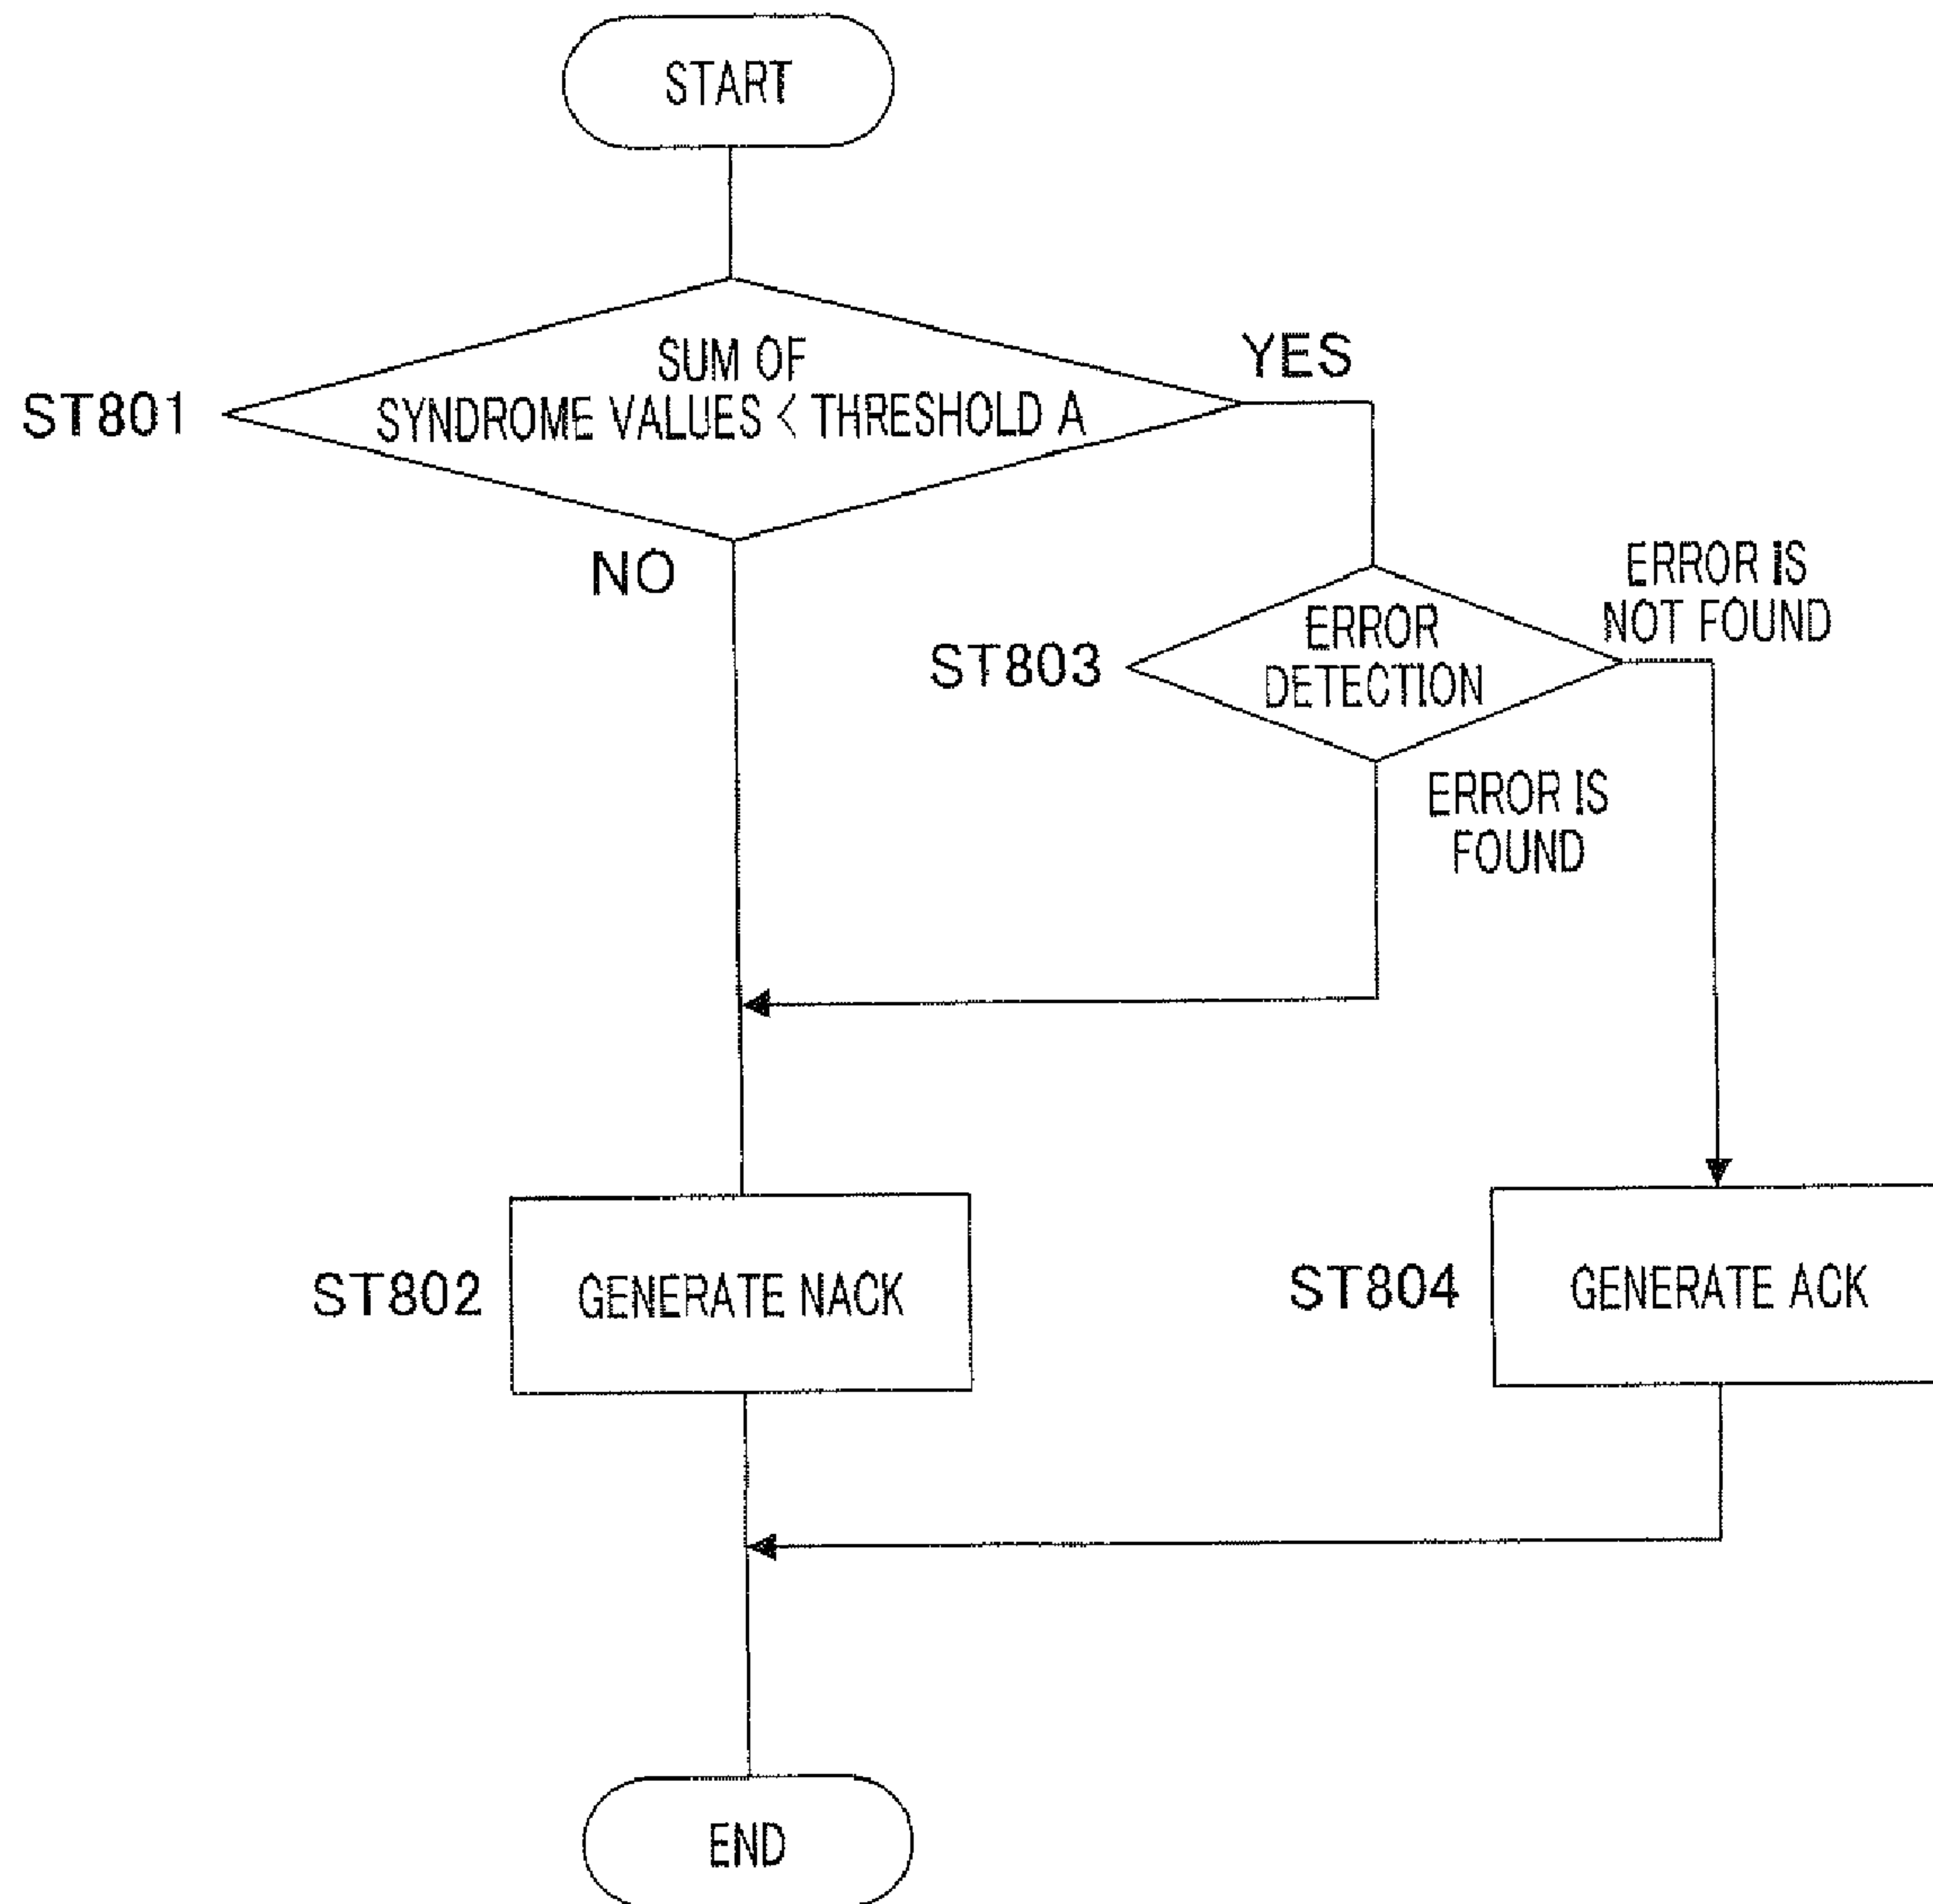 START
SUM OF
SYNDROME VALUES < THRESHOLD A
YES
ST801
NO
ERROR IS
NOT FOUND
ST803
ERROR
DETECTION
ERROR IS
FOUND
ST802
GENERATE NACK
ST804
GENERATE ACK
END